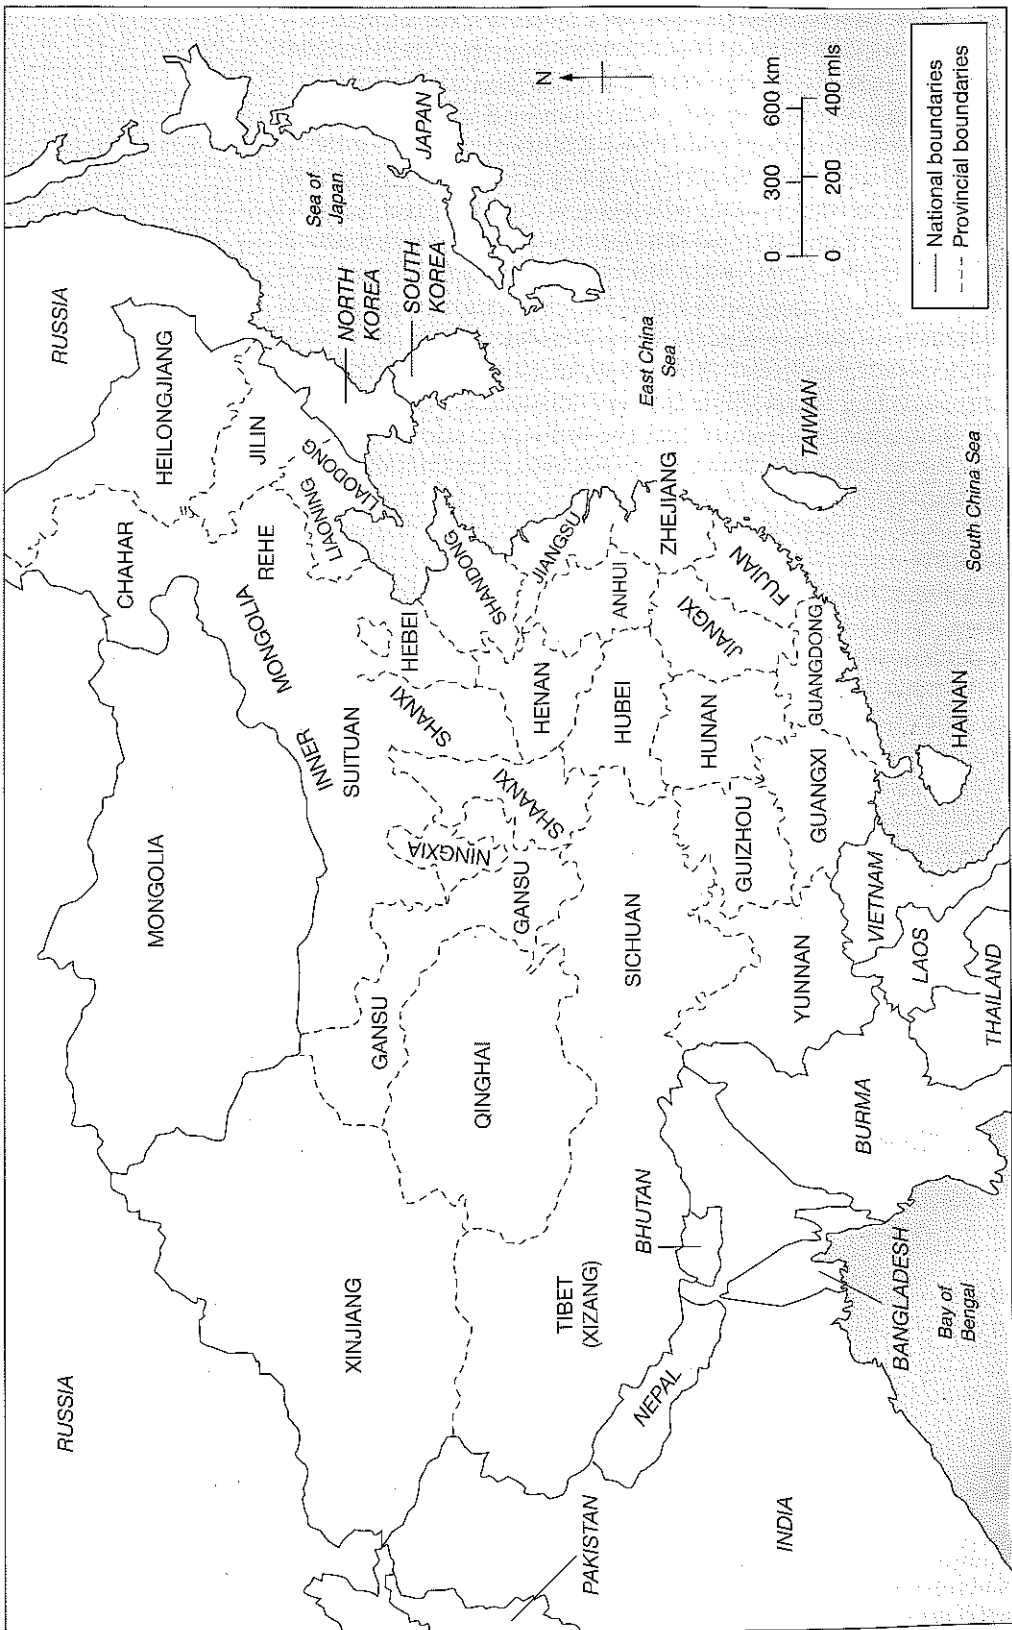 RUSSIA
RUSSIA
MONGOLIA
CHAHAR
HEILONGJIANG
JILIN
REHE
LIAONING
LIAODONG
INNER
MONGOLIA
SUITUAN
XINJIANG
GANSU
NINGXIA
SHANXI
HEBEI
SHANDONG
NORTH
KOREA
SOUTH
KOREA
Sea of
Japan
JAPAN
QINGHAI
GANSU
SHAANXI
HENAN
JIANGSU
TIBET
(XIZANG)
SICHUAN
HUBEI
ANHUI
ZHEJIANG
East China
Sea
PAKISTAN
NEPAL
BHUTAN
INDIA
YUNNAN
GUIZHOU
HUNAN
JIANGXI
FUJIAN
GUANGXI
GUANGDONG
TAIWAN
BURMA
VIETNAM
LAOS
THAILAND
HAINAN
South China Sea
BANGLADESH
Bay of
Bengal
N
0 300 600 km
0 200 400 mls
National boundaries
Provincial boundaries